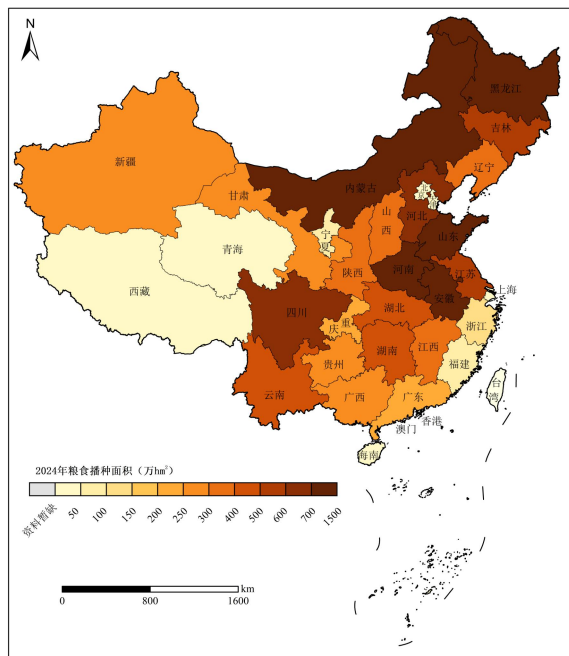 N
黑龙江
吉林
新疆
辽宁
内蒙古
甘肃
北京
天津
河北
山西
宁夏
山东
青海
陕西
河南
江苏
西藏
安徽
上海
四川
湖北
重庆
浙江
湖南
江西
贵州
福建
云南
台湾
广西
广东
香港
澳门
海南
2024年粮食播种面积（万hm²）
资料暂缺 50 100 150 200 250 300 400 500 600 700 1500
km
0 800 1600